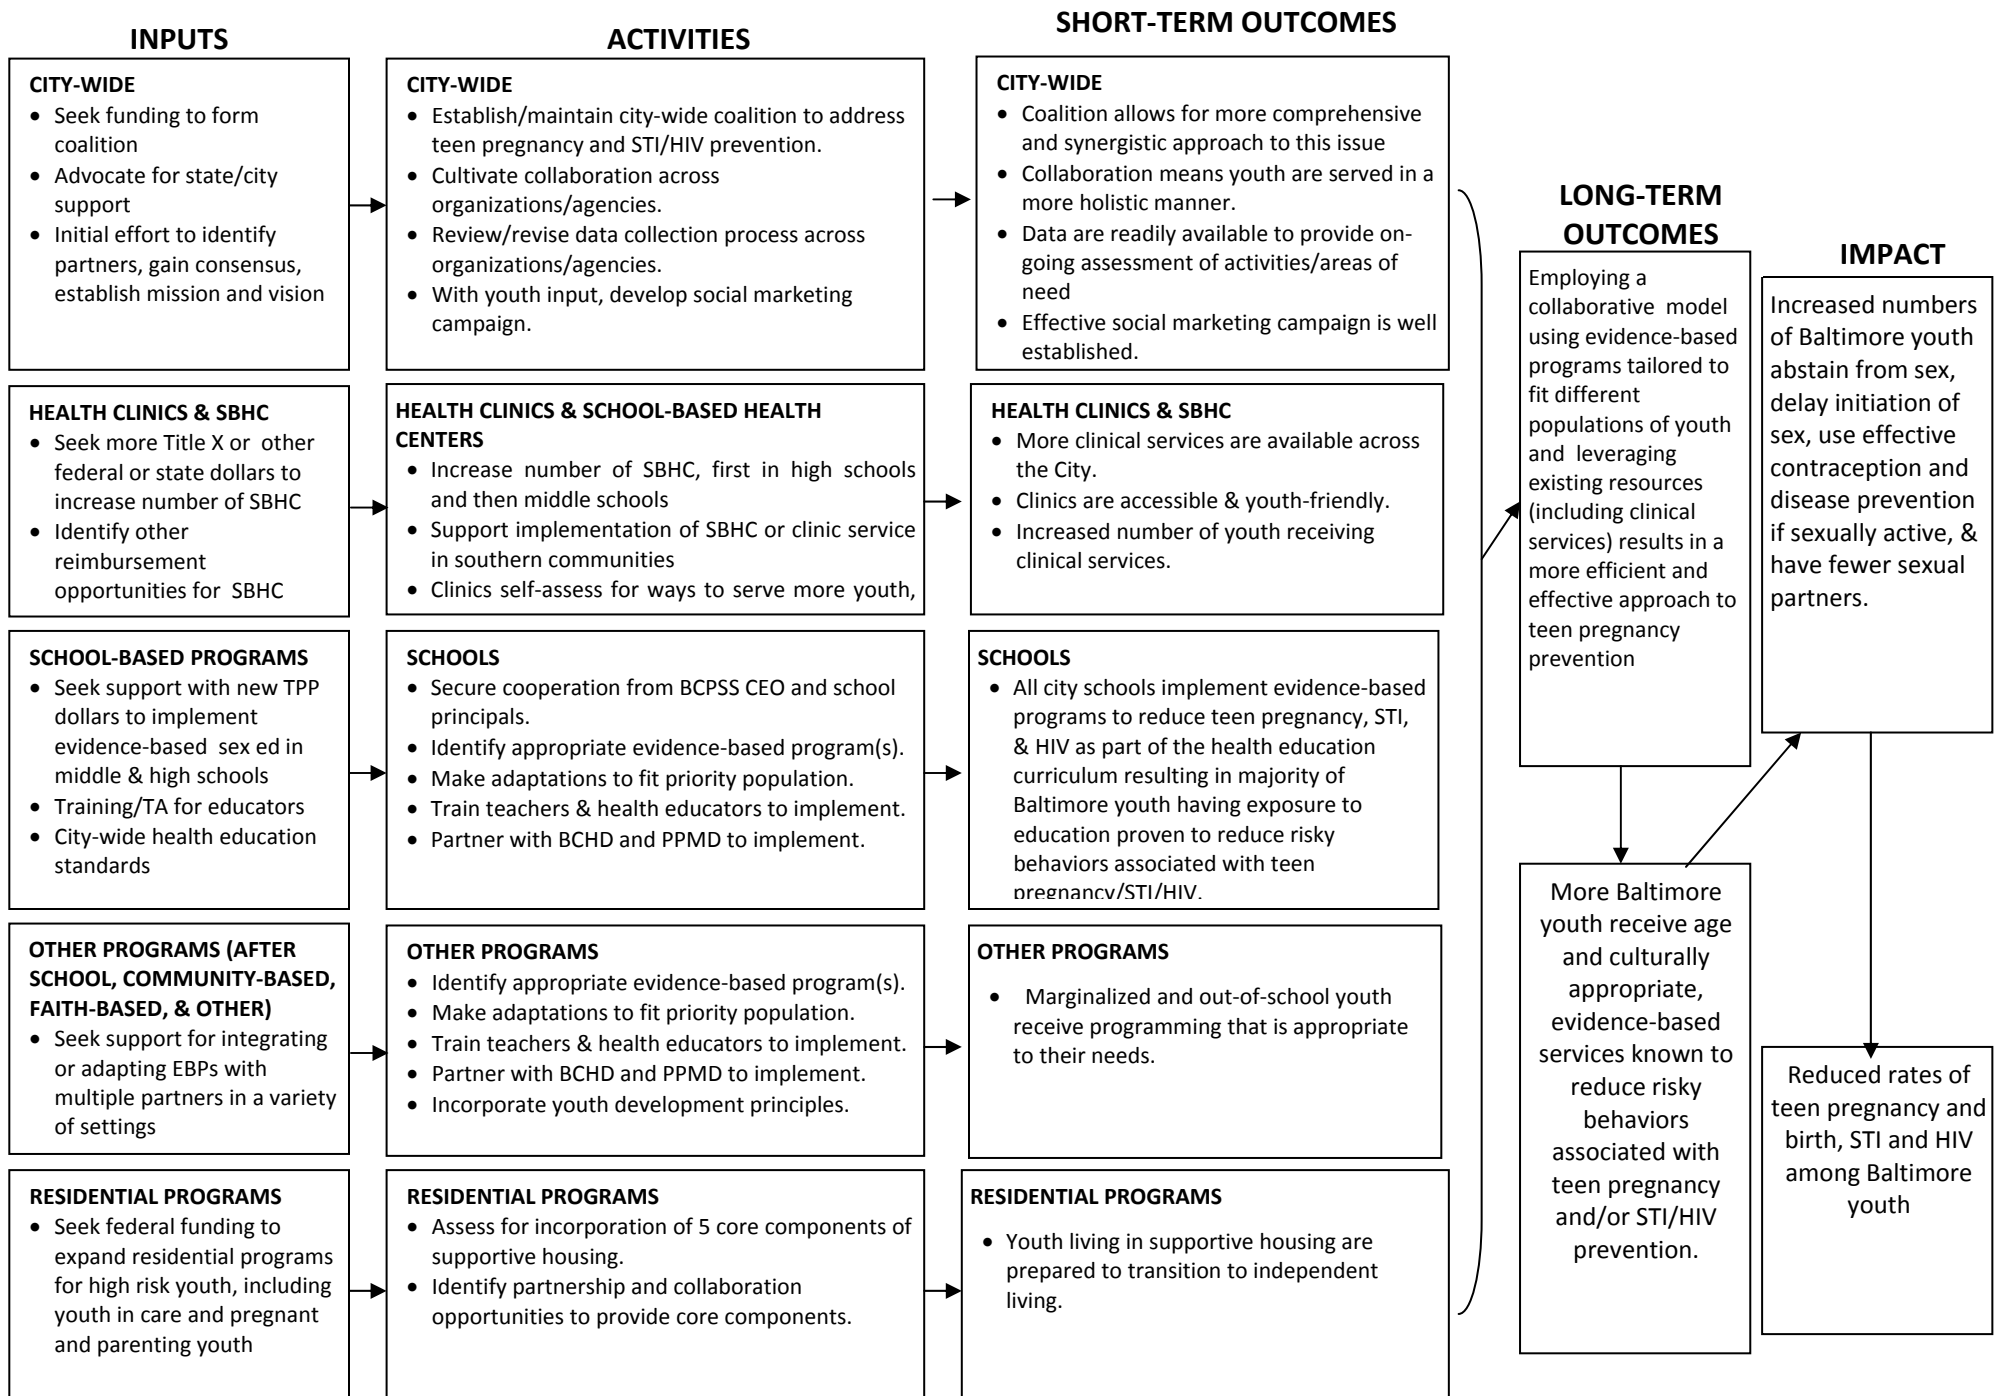 INPUTS
CITY-WIDE
• Seek funding to form
coalition
• Advocate for state/city
support
• Initial effort to identify
partners, gain consensus,
establish mission and vision
HEALTH CLINICS & SBHC
• Seek more Title X or other
federal or state dollars to
increase number of SBHC
• Identify other
reimbursement
opportunities for SBHC
SCHOOL-BASED PROGRAMS
• Seek support with new TPP
dollars to implement
evidence-based sex ed in
middle & high schools
• Training/TA for educators
• City-wide health education
standards
OTHER PROGRAMS (AFTER
SCHOOL, COMMUNITY-BASED,
FAITH-BASED, & OTHER)
• Seek support for integrating
or adapting EBPs with
multiple partners in a variety
of settings
RESIDENTIAL PROGRAMS
• Seek federal funding to
expand residential programs
for high risk youth, including
youth in care and pregnant
and parenting youth
ACTIVITIES
CITY-WIDE
• Establish/maintain city-wide coalition to address
teen pregnancy and STI/HIV prevention.
• Cultivate collaboration across
organizations/agencies.
• Review/revise data collection process across
organizations/agencies.
• With youth input, develop social marketing
campaign.
HEALTH CLINICS & SCHOOL-BASED HEALTH
CENTERS
• Increase number of SBHC, first in high schools
and then middle schools
• Support implementation of SBHC or clinic service
in southern communities
• Clinics self-assess for ways to serve more youth,
SCHOOLS
• Secure cooperation from BCPSS CEO and school
principals.
• Identify appropriate evidence-based program(s).
• Make adaptations to fit priority population.
• Train teachers & health educators to implement.
• Partner with BCHD and PPMD to implement.
OTHER PROGRAMS
• Identify appropriate evidence-based program(s).
• Make adaptations to fit priority population.
• Train teachers & health educators to implement.
• Partner with BCHD and PPMD to implement.
• Incorporate youth development principles.
RESIDENTIAL PROGRAMS
• Assess for incorporation of 5 core components of
supportive housing.
• Identify partnership and collaboration
opportunities to provide core components.
SHORT-TERM OUTCOMES
CITY-WIDE
• Coalition allows for more comprehensive
and synergistic approach to this issue
• Collaboration means youth are served in a
more holistic manner.
• Data are readily available to provide on-
going assessment of activities/areas of
need
• Effective social marketing campaign is well
established.
HEALTH CLINICS & SBHC
• More clinical services are available across
the City.
• Clinics are accessible & youth-friendly.
• Increased number of youth receiving
clinical services.
SCHOOLS
• All city schools implement evidence-based
programs to reduce teen pregnancy, STI,
& HIV as part of the health education
curriculum resulting in majority of
Baltimore youth having exposure to
education proven to reduce risky
behaviors associated with teen
pregnancy/STI/HIV.
OTHER PROGRAMS
• Marginalized and out-of-school youth
receive programming that is appropriate
to their needs.
RESIDENTIAL PROGRAMS
• Youth living in supportive housing are
prepared to transition to independent
living.
LONG-TERM
OUTCOMES
Employing a
collaborative model
using evidence-based
programs tailored to
fit different
populations of youth
and leveraging
existing resources
(including clinical
services) results in a
more efficient and
effective approach to
teen pregnancy
prevention
More Baltimore
youth receive age
and culturally
appropriate,
evidence-based
services known to
reduce risky
behaviors
associated with
teen pregnancy
and/or STI/HIV
prevention.
IMPACT
Increased numbers
of Baltimore youth
abstain from sex,
delay initiation of
sex, use effective
contraception and
disease prevention
if sexually active, &
have fewer sexual
partners.
Reduced rates of
teen pregnancy and
birth, STI and HIV
among Baltimore
youth